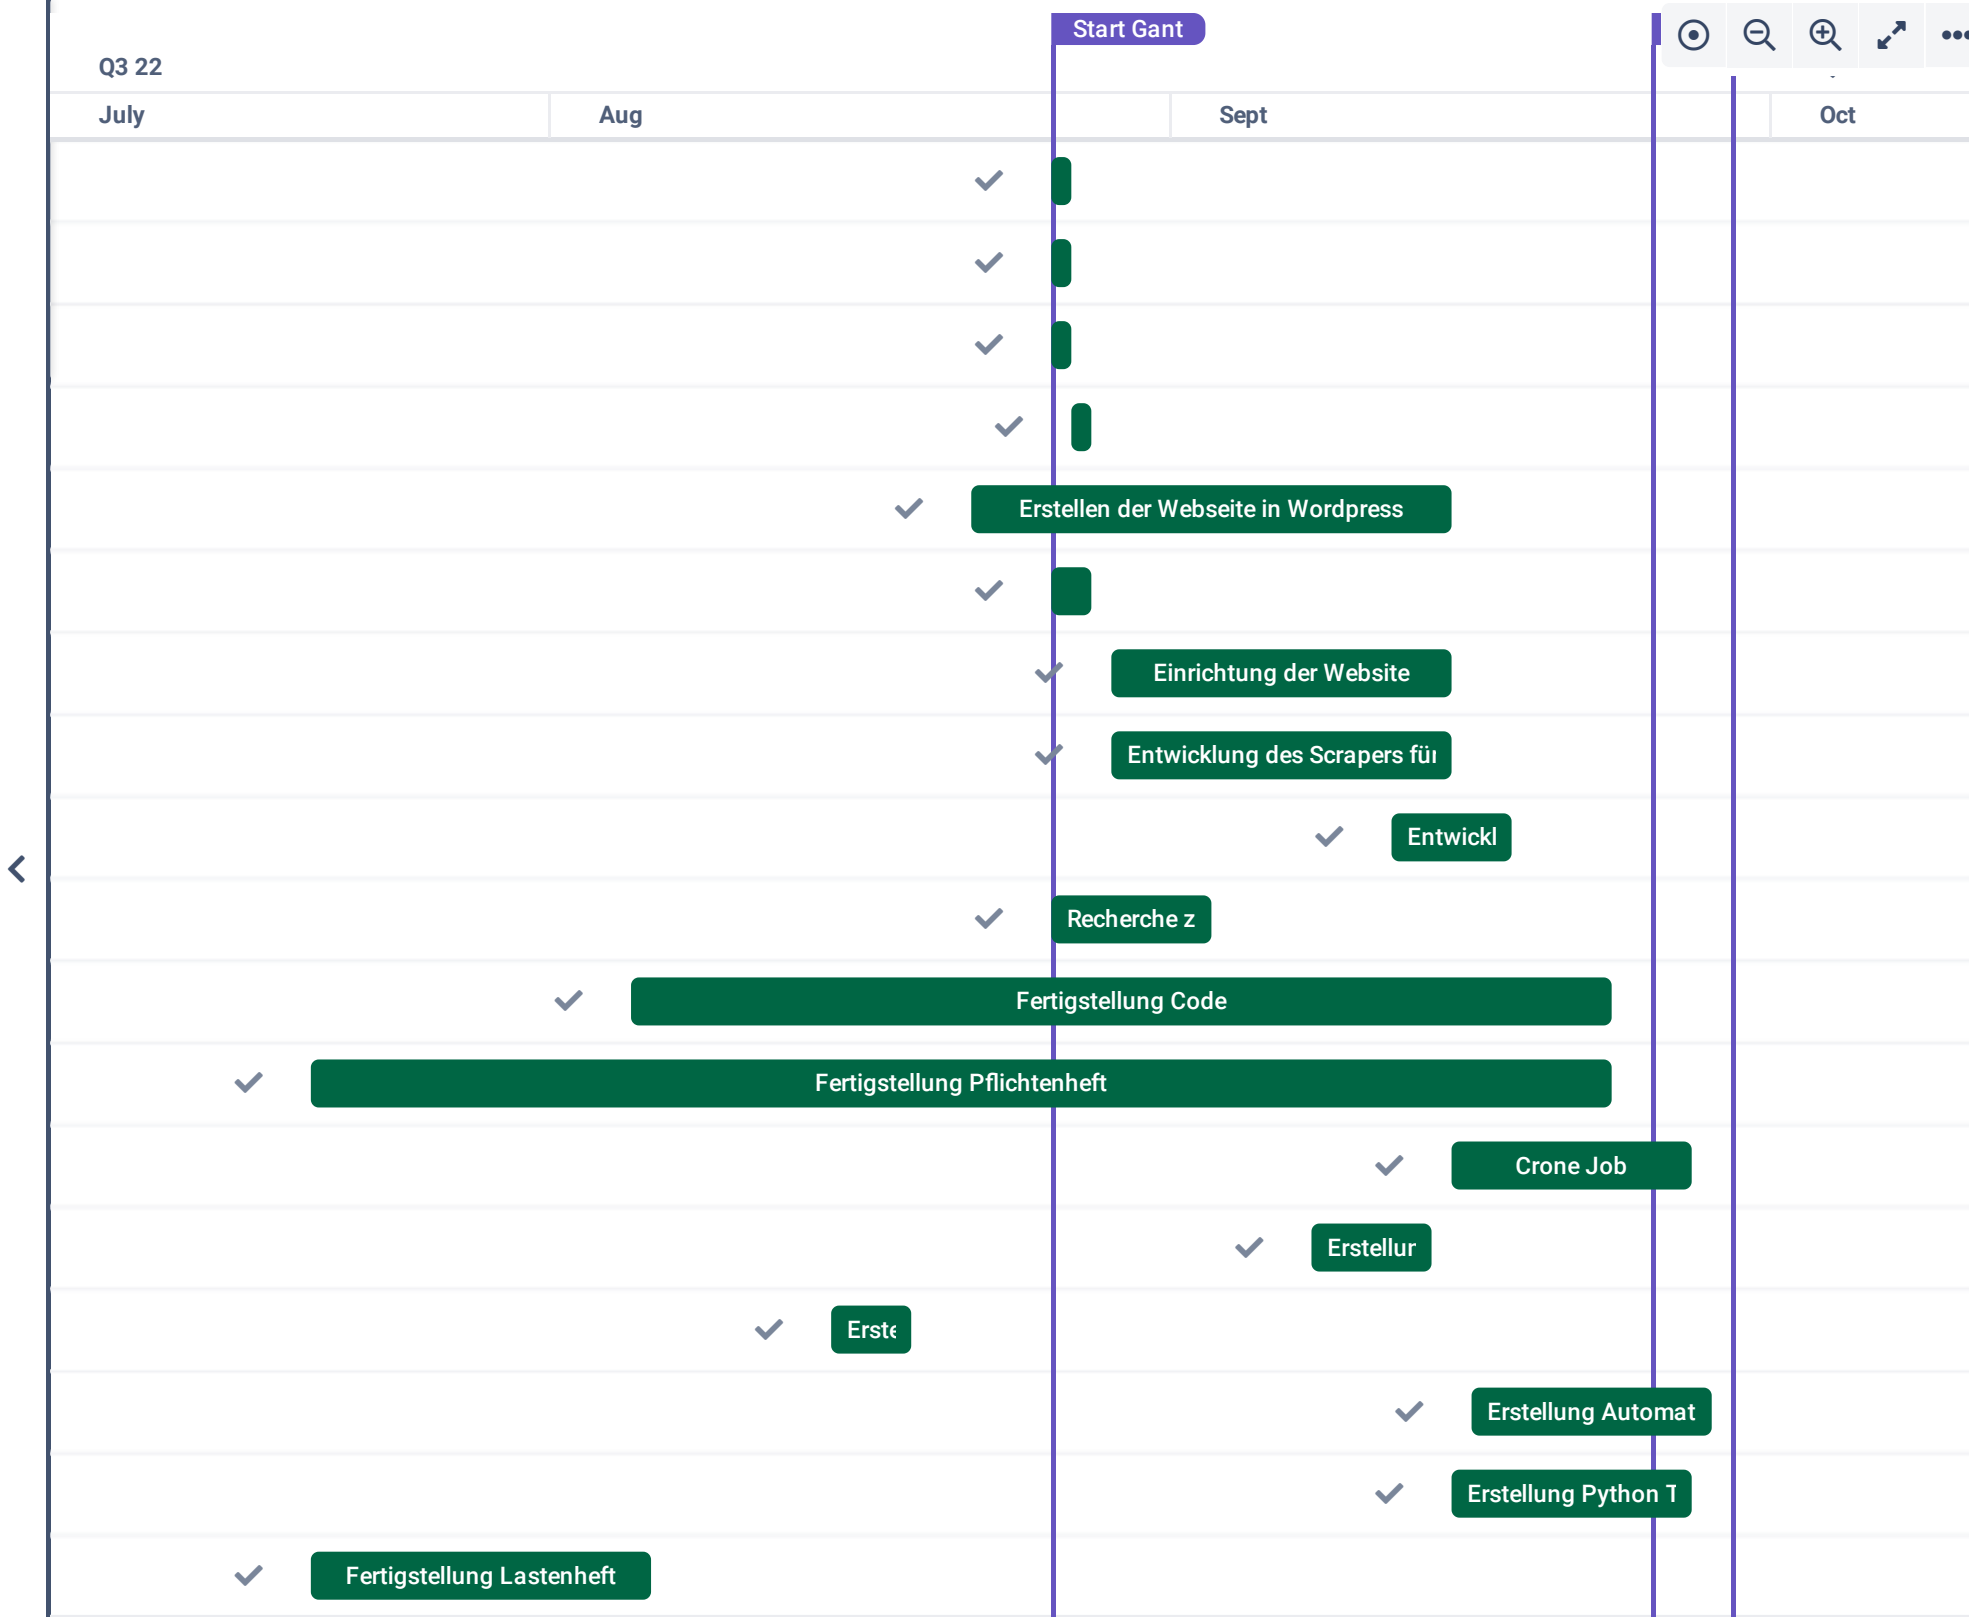 Start Gant
Q3 22
July Aug Sept Oct
Erstellen der Webseite in Wordpress
Einrichtung der Website
Entwicklung des Scrapers für
Entwickl
Recherche z
Fertigstellung Code
Fertigstellung Pflichtenheft
Crone Job
Erstellur
Erste
Erstellung Automat
Erstellung Python T
Fertigstellung Lastenheft